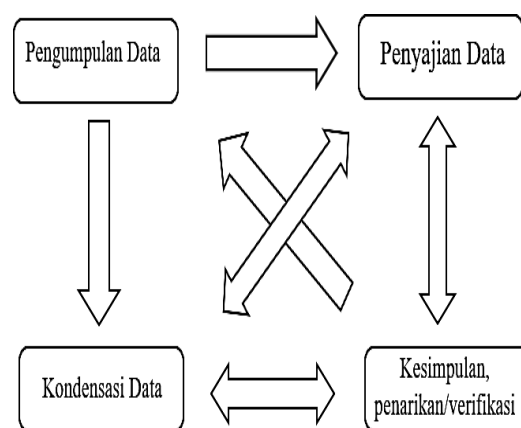 Pengumpulan Data
Penyajian Data
Kondensasi Data
Kesimpulan,
penarikan/verifikasi